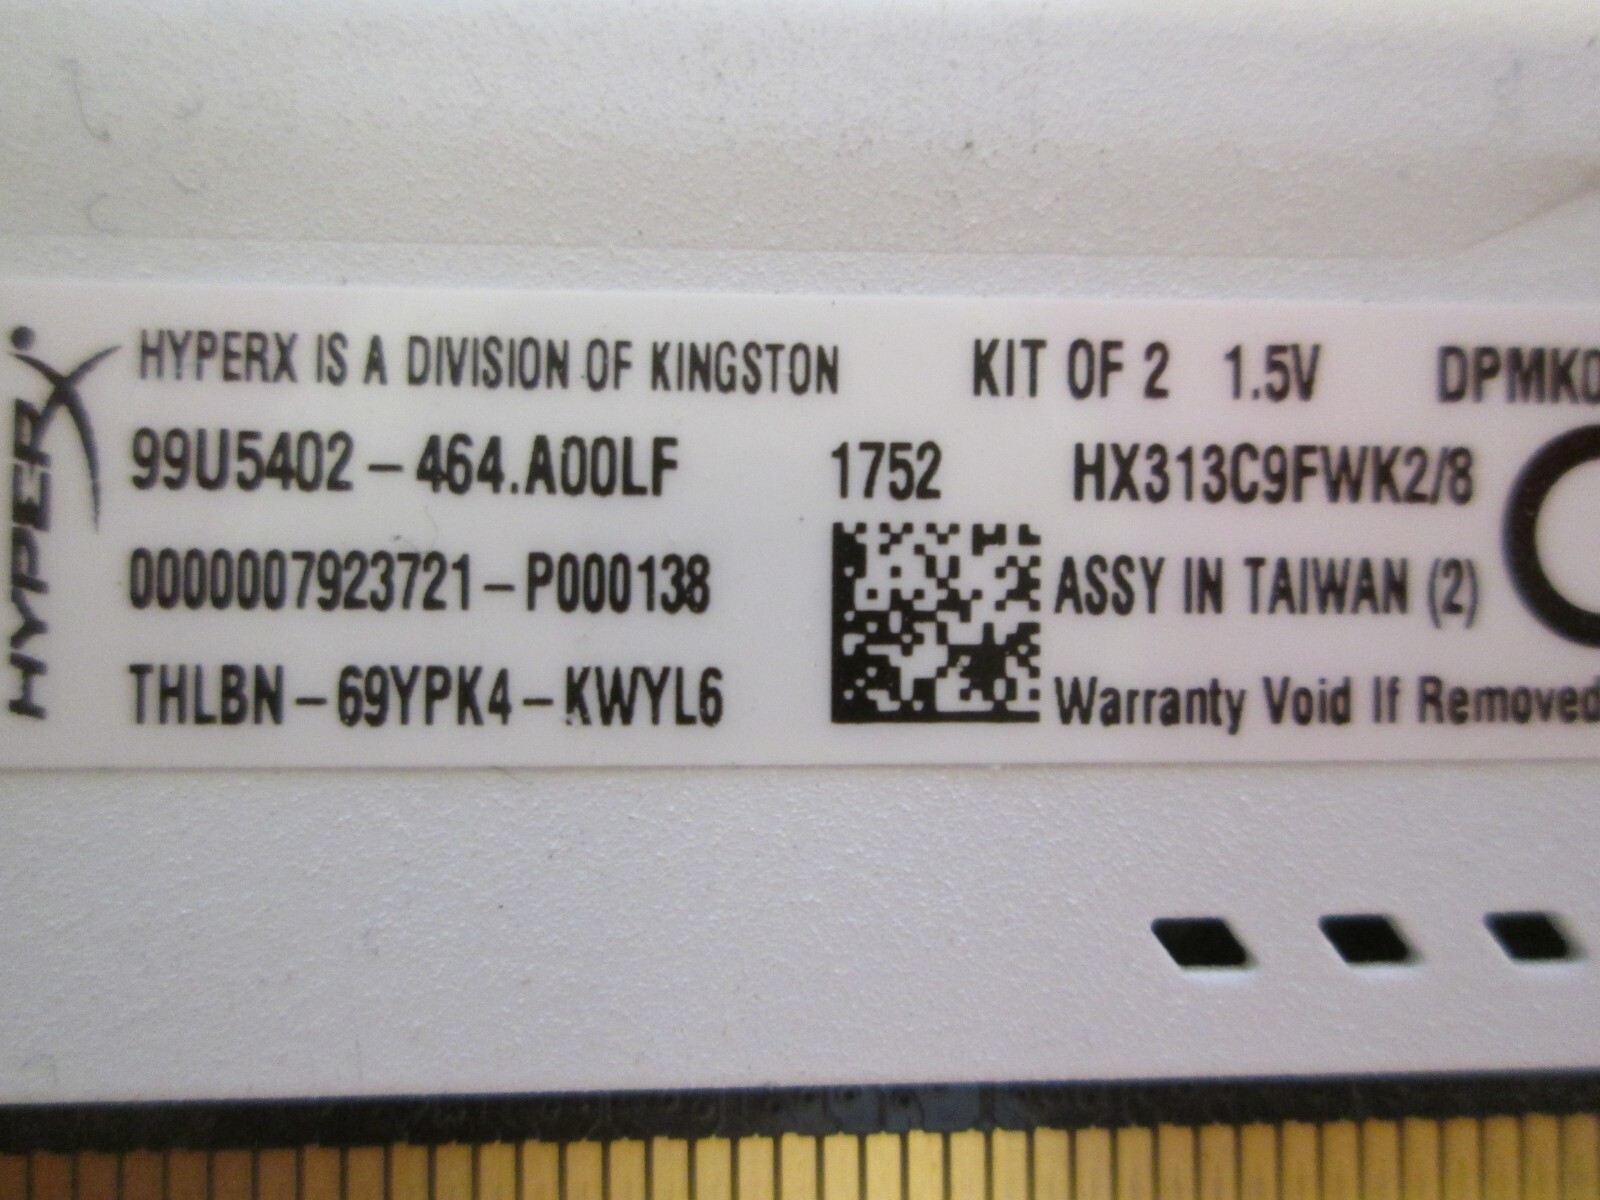 HYPERX
HYPERX IS A DIVISION OF KINGSTON KIT OF 2 1.5V DPMK0
99U5402-464.A00LF 1752 HX313C9FWK2/8
0000007923721-P000138 ASSY IN TAIWAN (2)
THLBN-69YPK4-KWYL6 Warranty Void If Removed